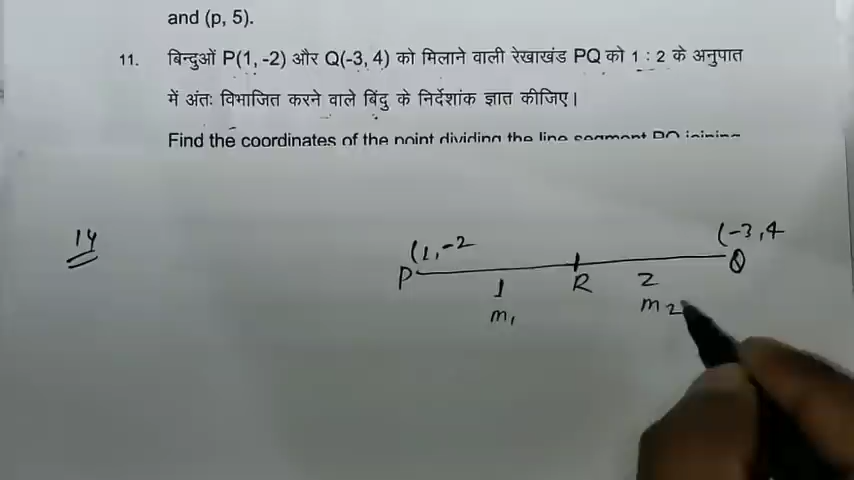 and (p, 5).
11. बिन्दुओं P(1, -2) और Q(-3, 4) को मिलाने वाली रेखाखंड PQ को 1 : 2 के अनुपात
में अंतः विभाजित करने वाले बिंदु के निर्देशांक ज्ञात कीजिए।
Find the coordinates of the point dividing the line segment PQ joining
14
(1,-2
(-3,4
P
R
Q
1
2
m1
m2